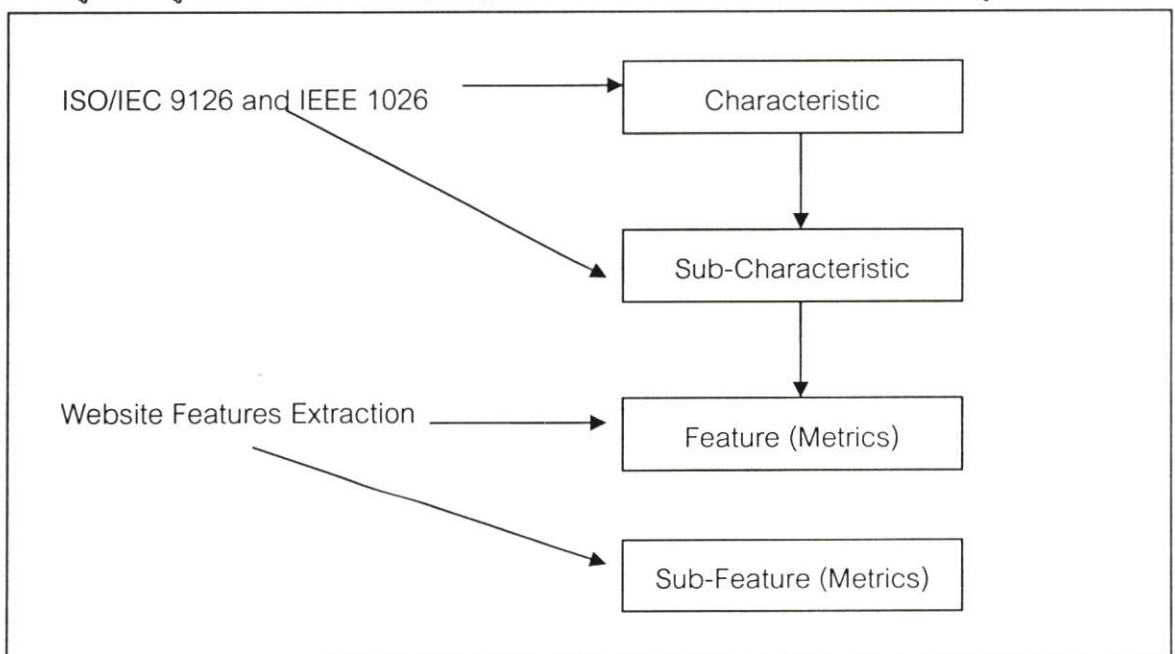 ISO/IEC 9126 and IEEE 1026
Characteristic
Sub-Characteristic
Website Features Extraction
Feature (Metrics)
Sub-Feature (Metrics)